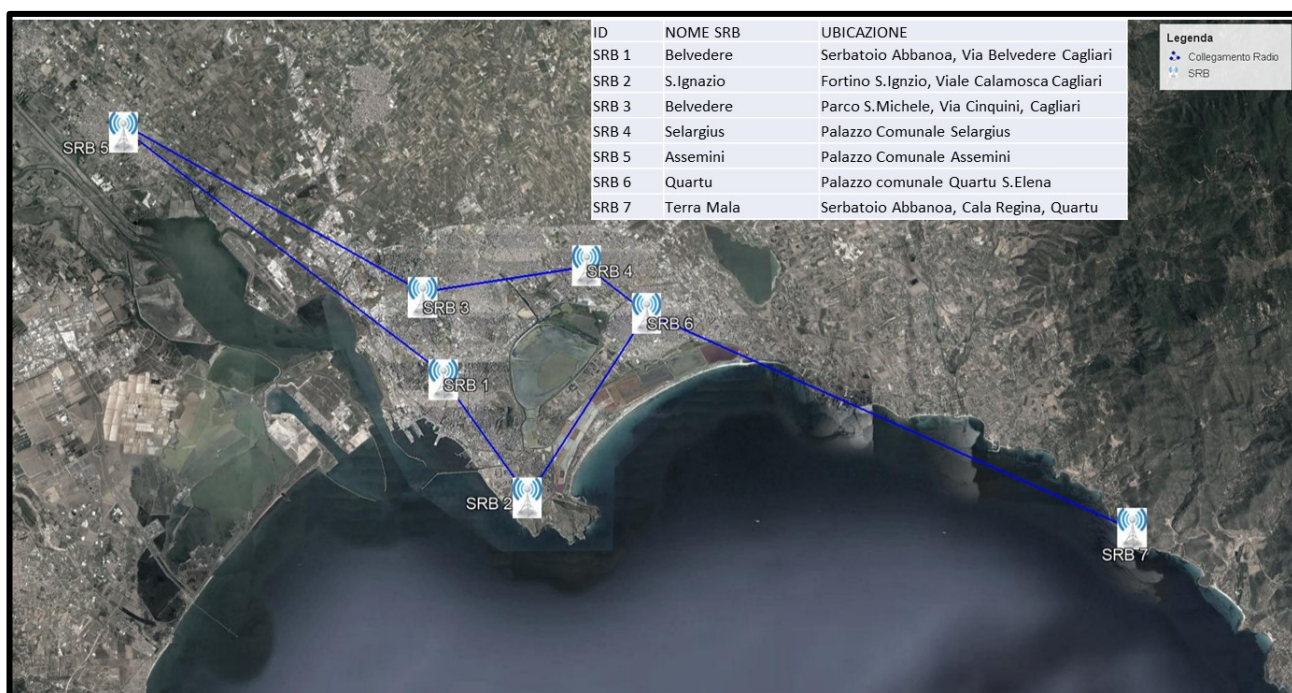 ID NOME SRB UBICAZIONE
SRB 1 Belvedere Serbatoio Abbanoa, Via Belvedere Cagliari
SRB 2 S.Ignazio Fortino S.Ignzio, Viale Calamosca Cagliari
SRB 3 Belvedere Parco S.Michele, Via Cinquini, Cagliari
SRB 4 Selargius Palazzo Comunale Selargius
SRB 5 Assemini Palazzo Comunale Assemini
SRB 6 Quartu Palazzo comunale Quartu S.Elena
SRB 7 Terra Mala Serbatoio Abbanoa, Cala Regina, Quartu
Legenda
Collegamento Radio
SRB
SRB 5
SRB 4
SRB 3
SRB 6
SRB 1
SRB 2
SRB 7